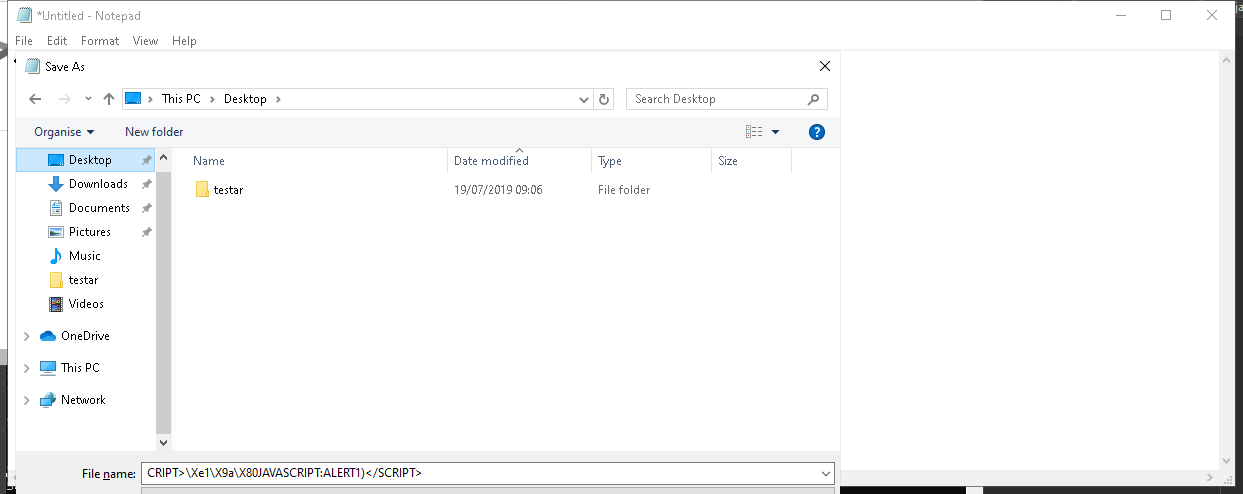 *Untitled - Notepad
File Edit Format View Help
Save As
This PC Desktop
Search Desktop
Organise New folder
?
Name Date modified Type Size
testar 19/07/2019 09:06 File folder
Desktop
Downloads
Documents
Pictures
Music
testar
Videos
OneDrive
This PC
Network
File name: CRIPT>\Xe1\X9a\X80JAVASCRIPT:ALERT1)</SCRIPT>